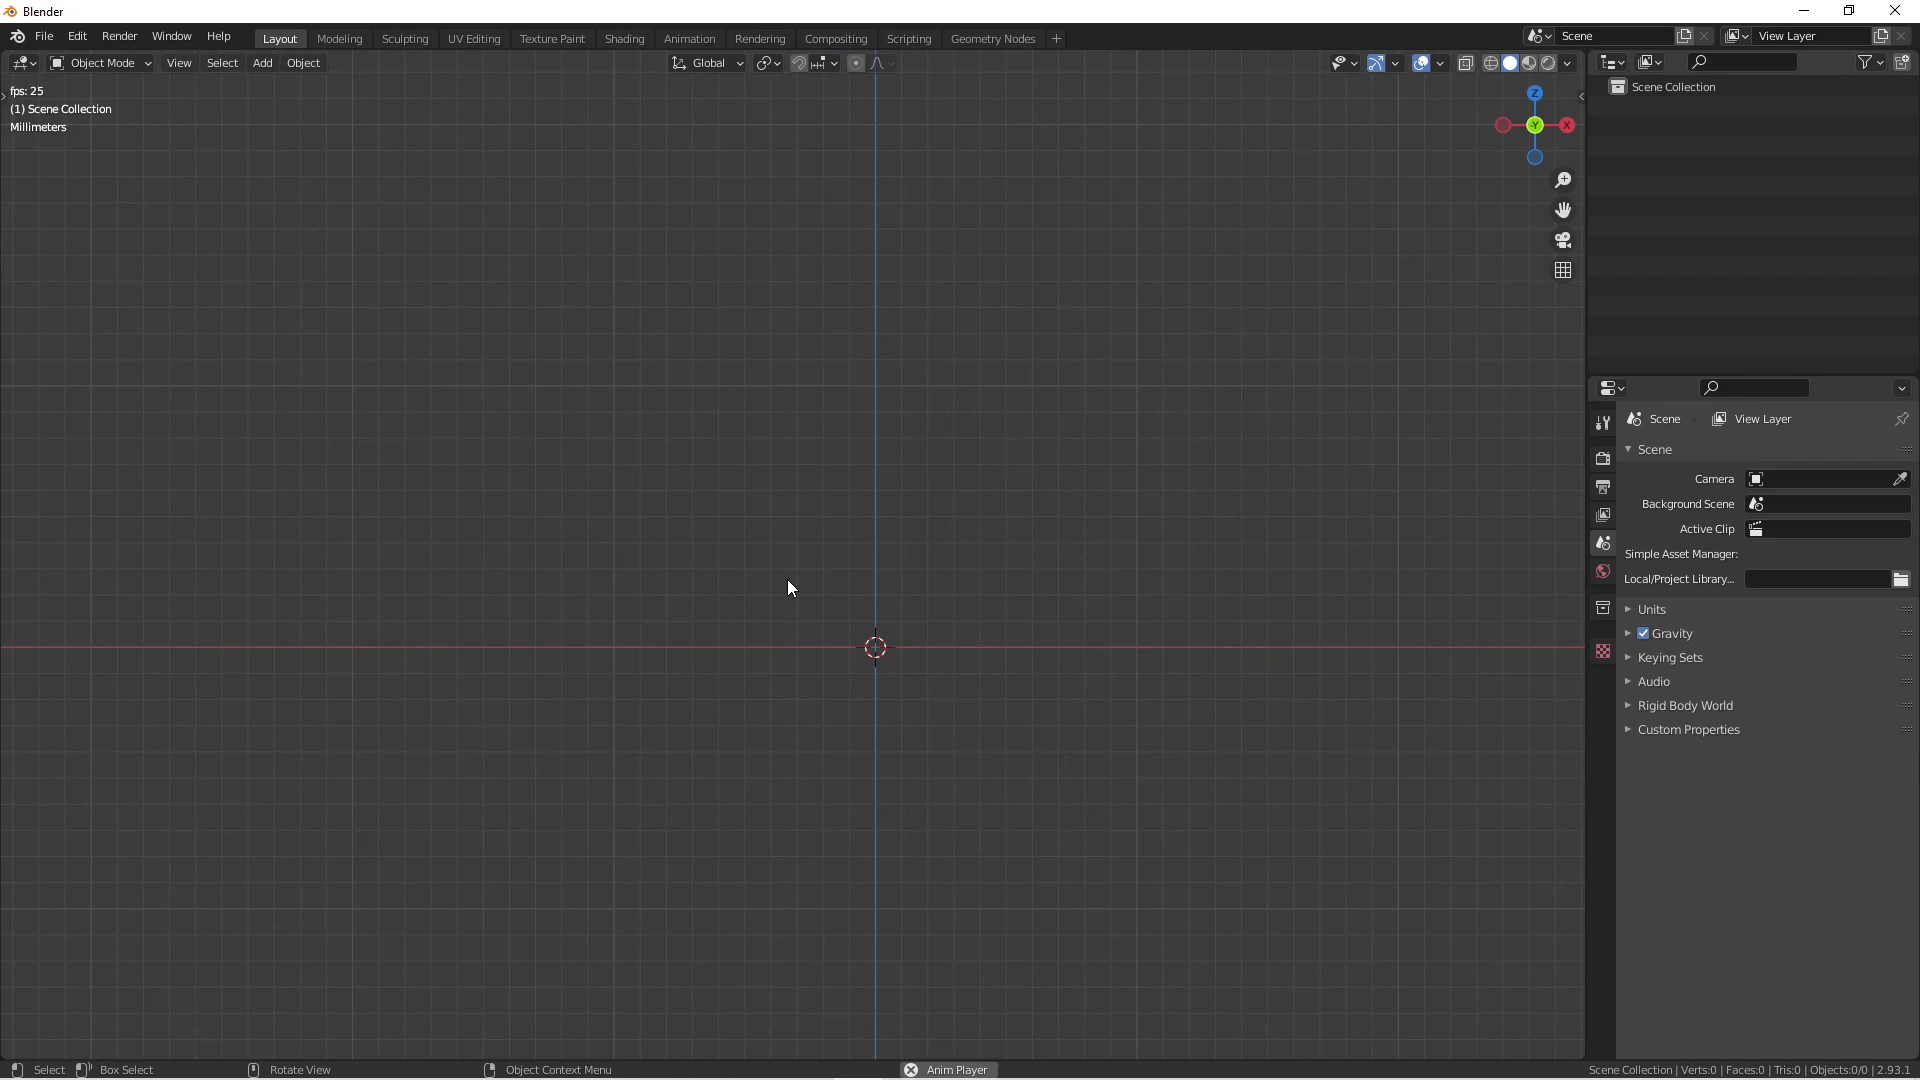 Blender
File Edit Render Window Help Layout Modeling Sculpting UV Editing Texture Paint Shading Animation Rendering Compositing Scripting Geometry Nodes + Scene View Layer
Object Mode View Select Add Object Global
fps: 25
(1) Scene Collection
Millimeters
Z
Y
X
Scene Collection
Scene View Layer
Scene
Camera
Background Scene
Active Clip
Simple Asset Manager:
Local/Project Library...
Units
Gravity
Keying Sets
Audio
Rigid Body World
Custom Properties
Select Box Select Rotate View Object Context Menu Anim Player Scene Collection | Verts:0 | Faces:0 | Tris:0 | Objects:0/0 | 2.93.1